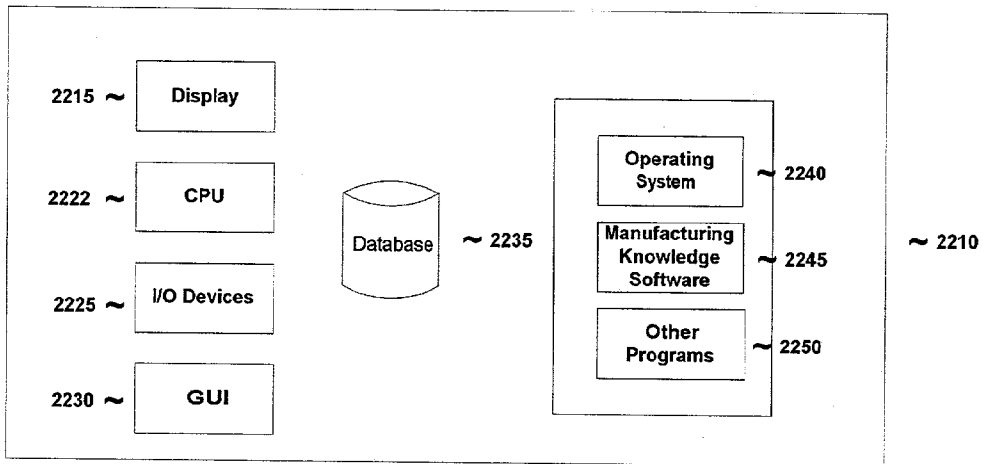 2215 ~ Display
2222 ~ CPU
2225 ~ I/O Devices
2230 ~ GUI
Database ~ 2235
Operating
System ~ 2240
Manufacturing
Knowledge
Software ~ 2245
Other
Programs ~ 2250
~ 2210